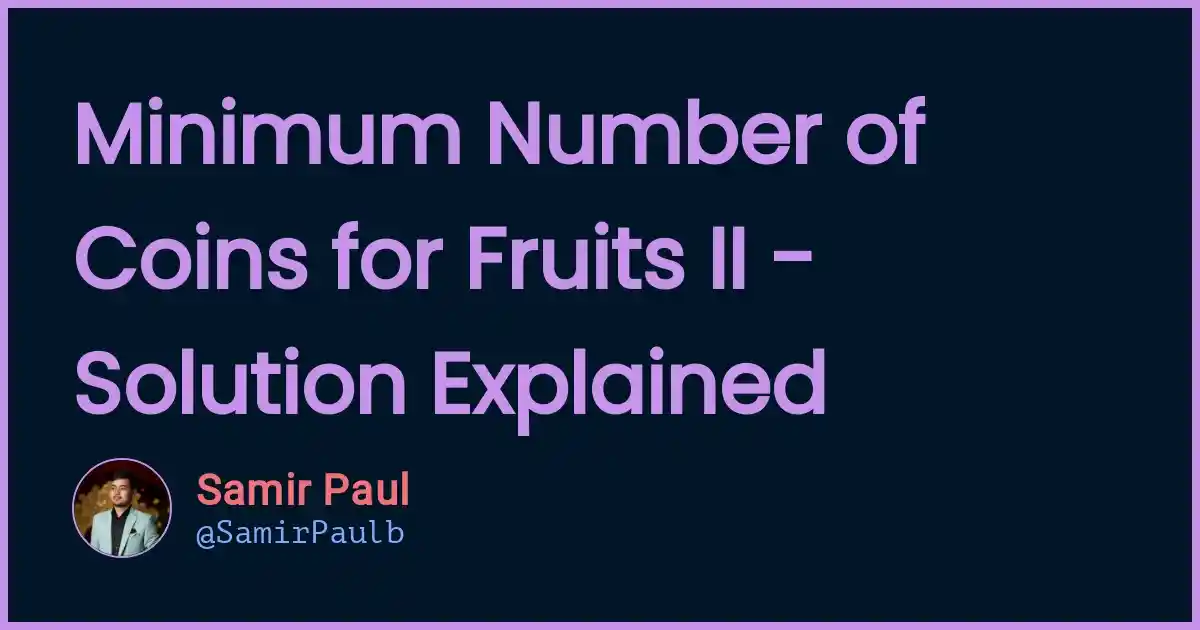 Minimum Number of
Coins for Fruits II -
Solution Explained
Samir Paul
@SamirPaulb